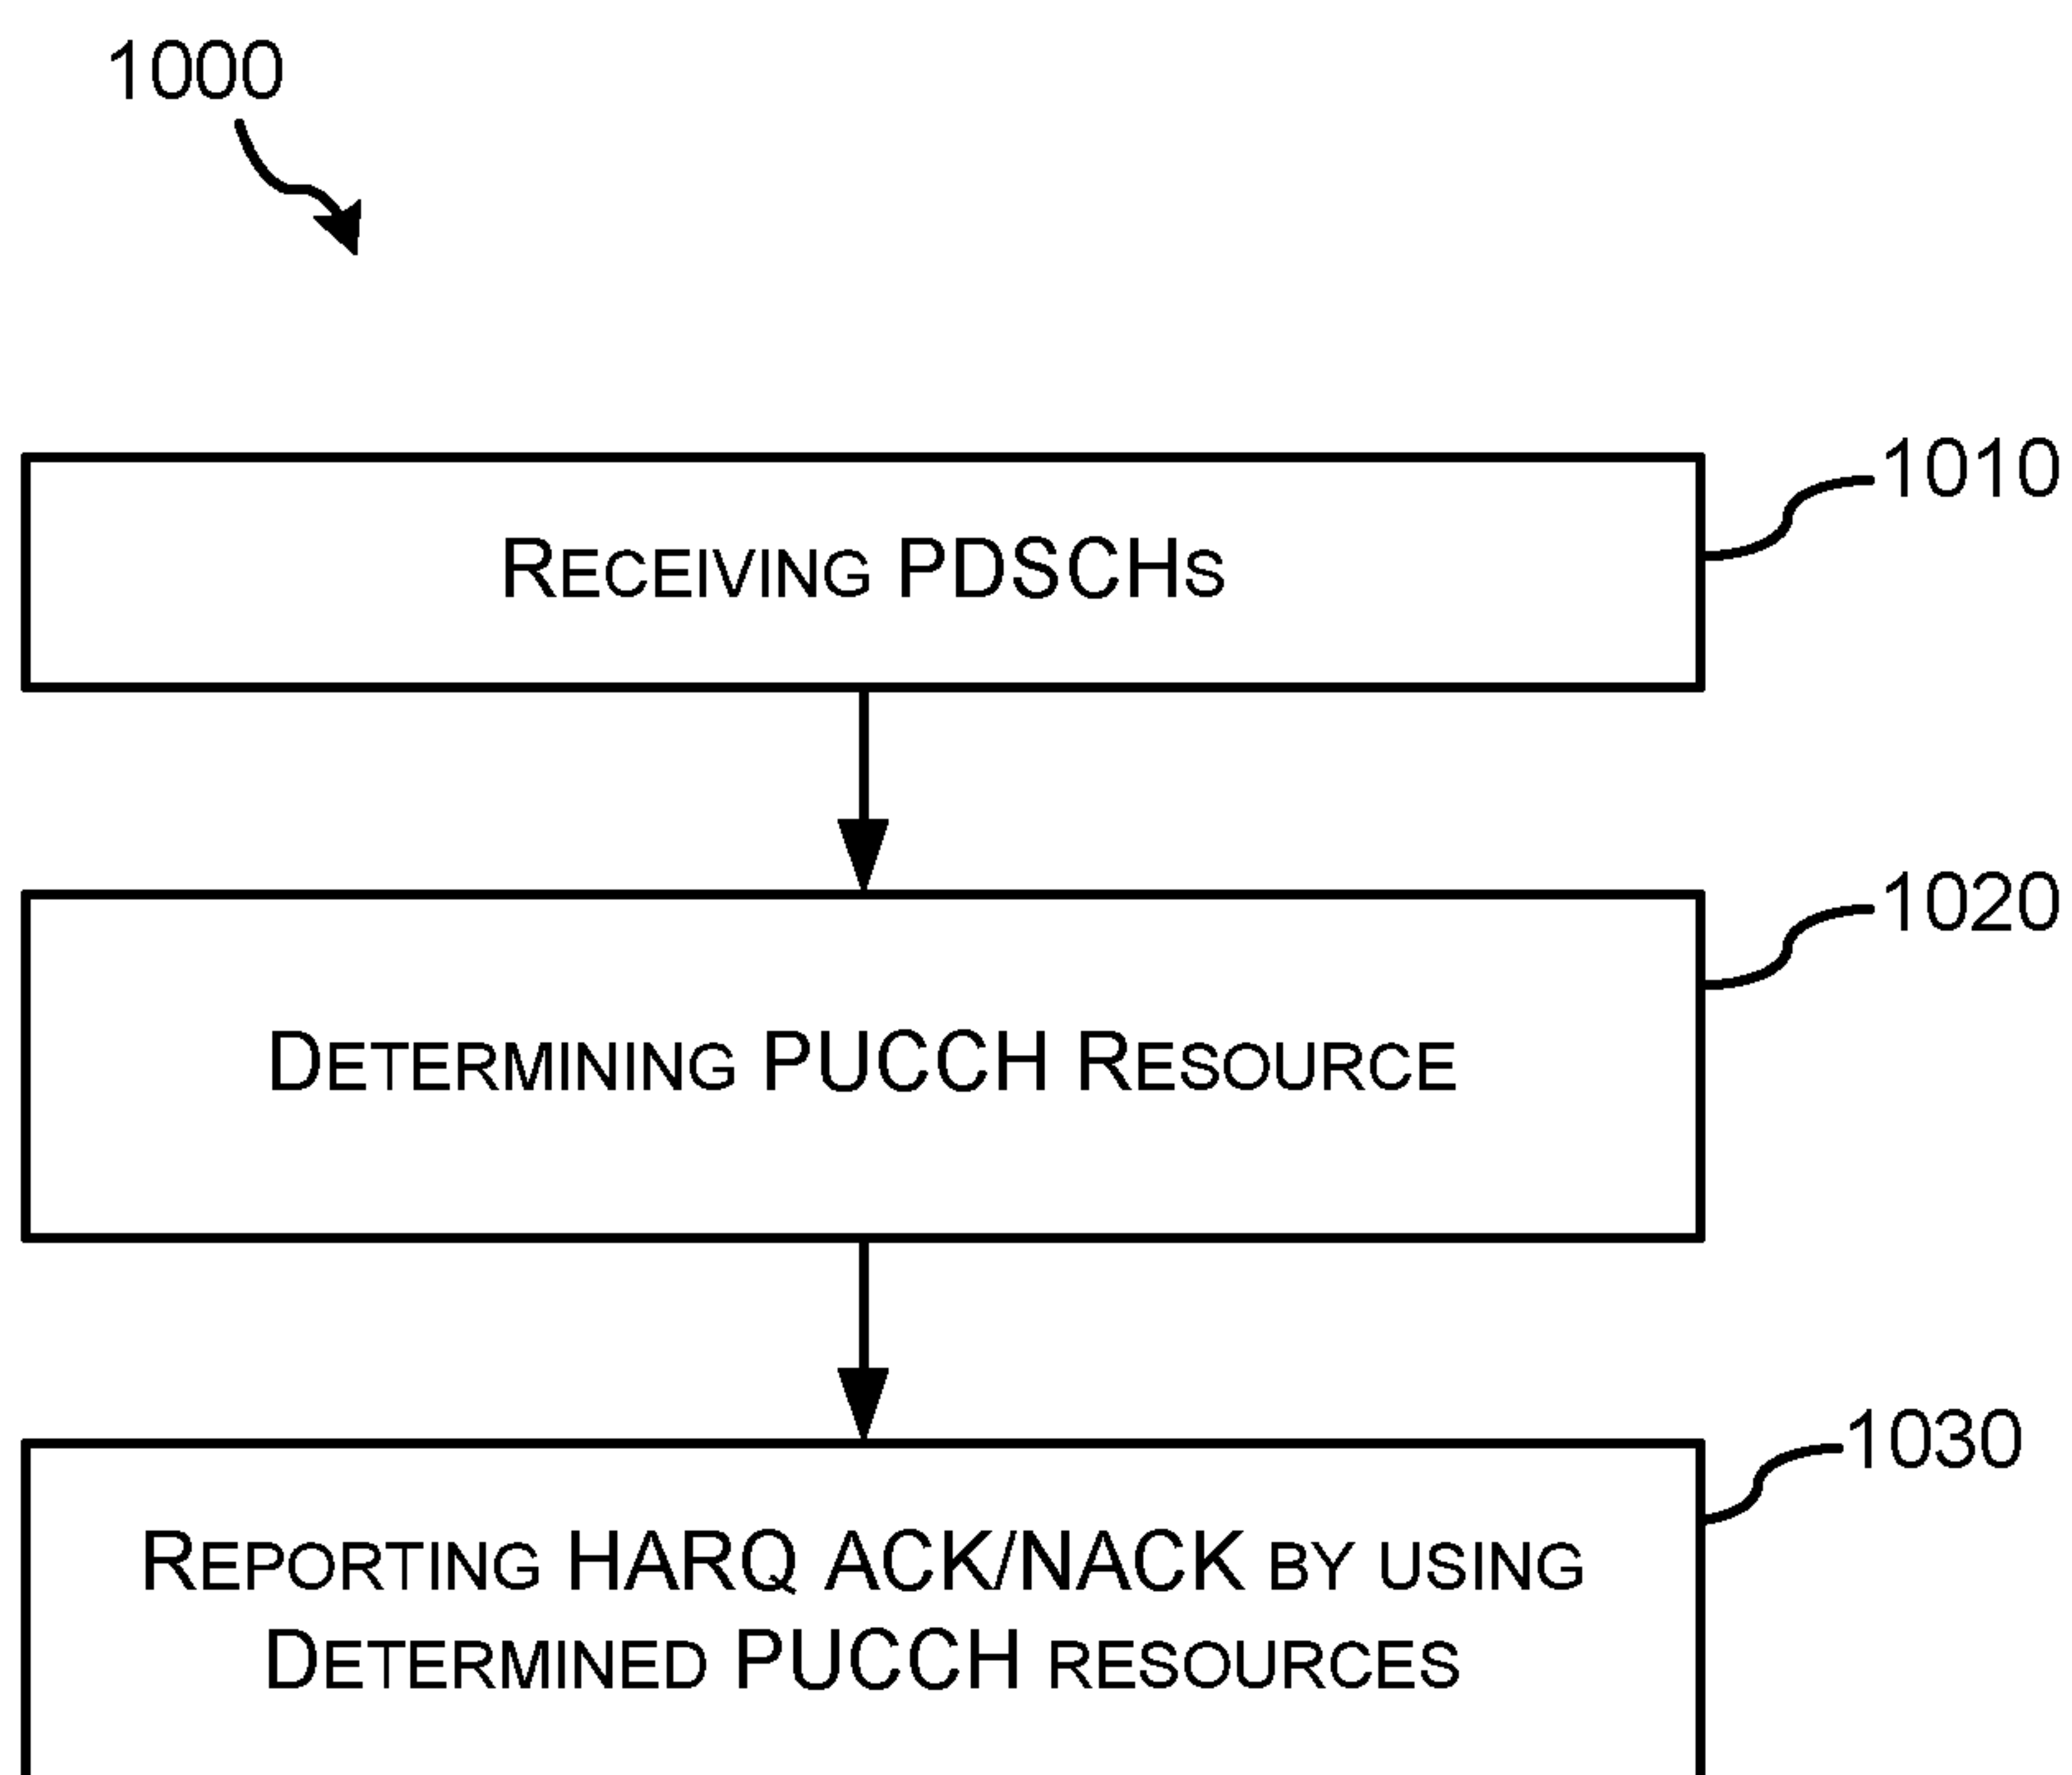 1000
1010
Receiving PDSCHs
1020
Determining PUCCH Resource
1030
Reporting HARQ ACK/NACK by using
Determined PUCCH resources